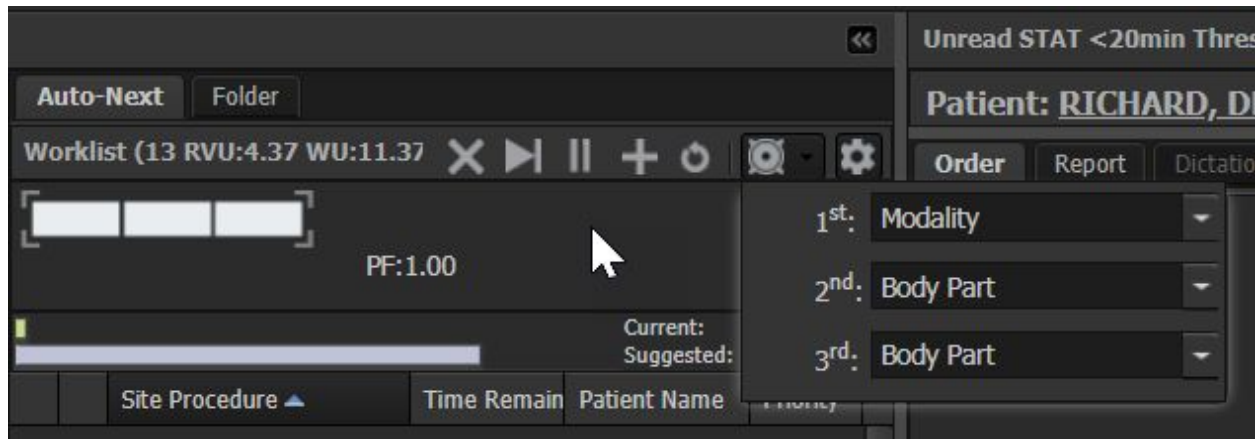 Unread STAT <20min Thres
Auto-Next Folder
Patient: RICHARD, D
Worklist (13 RVU:4.37 WU:11.37
Order Report Dictatio
1st: Modality
PF:1.00
2nd: Body Part
Current:
Suggested:
3rd: Body Part
Site Procedure Time Remain Patient Name Priority